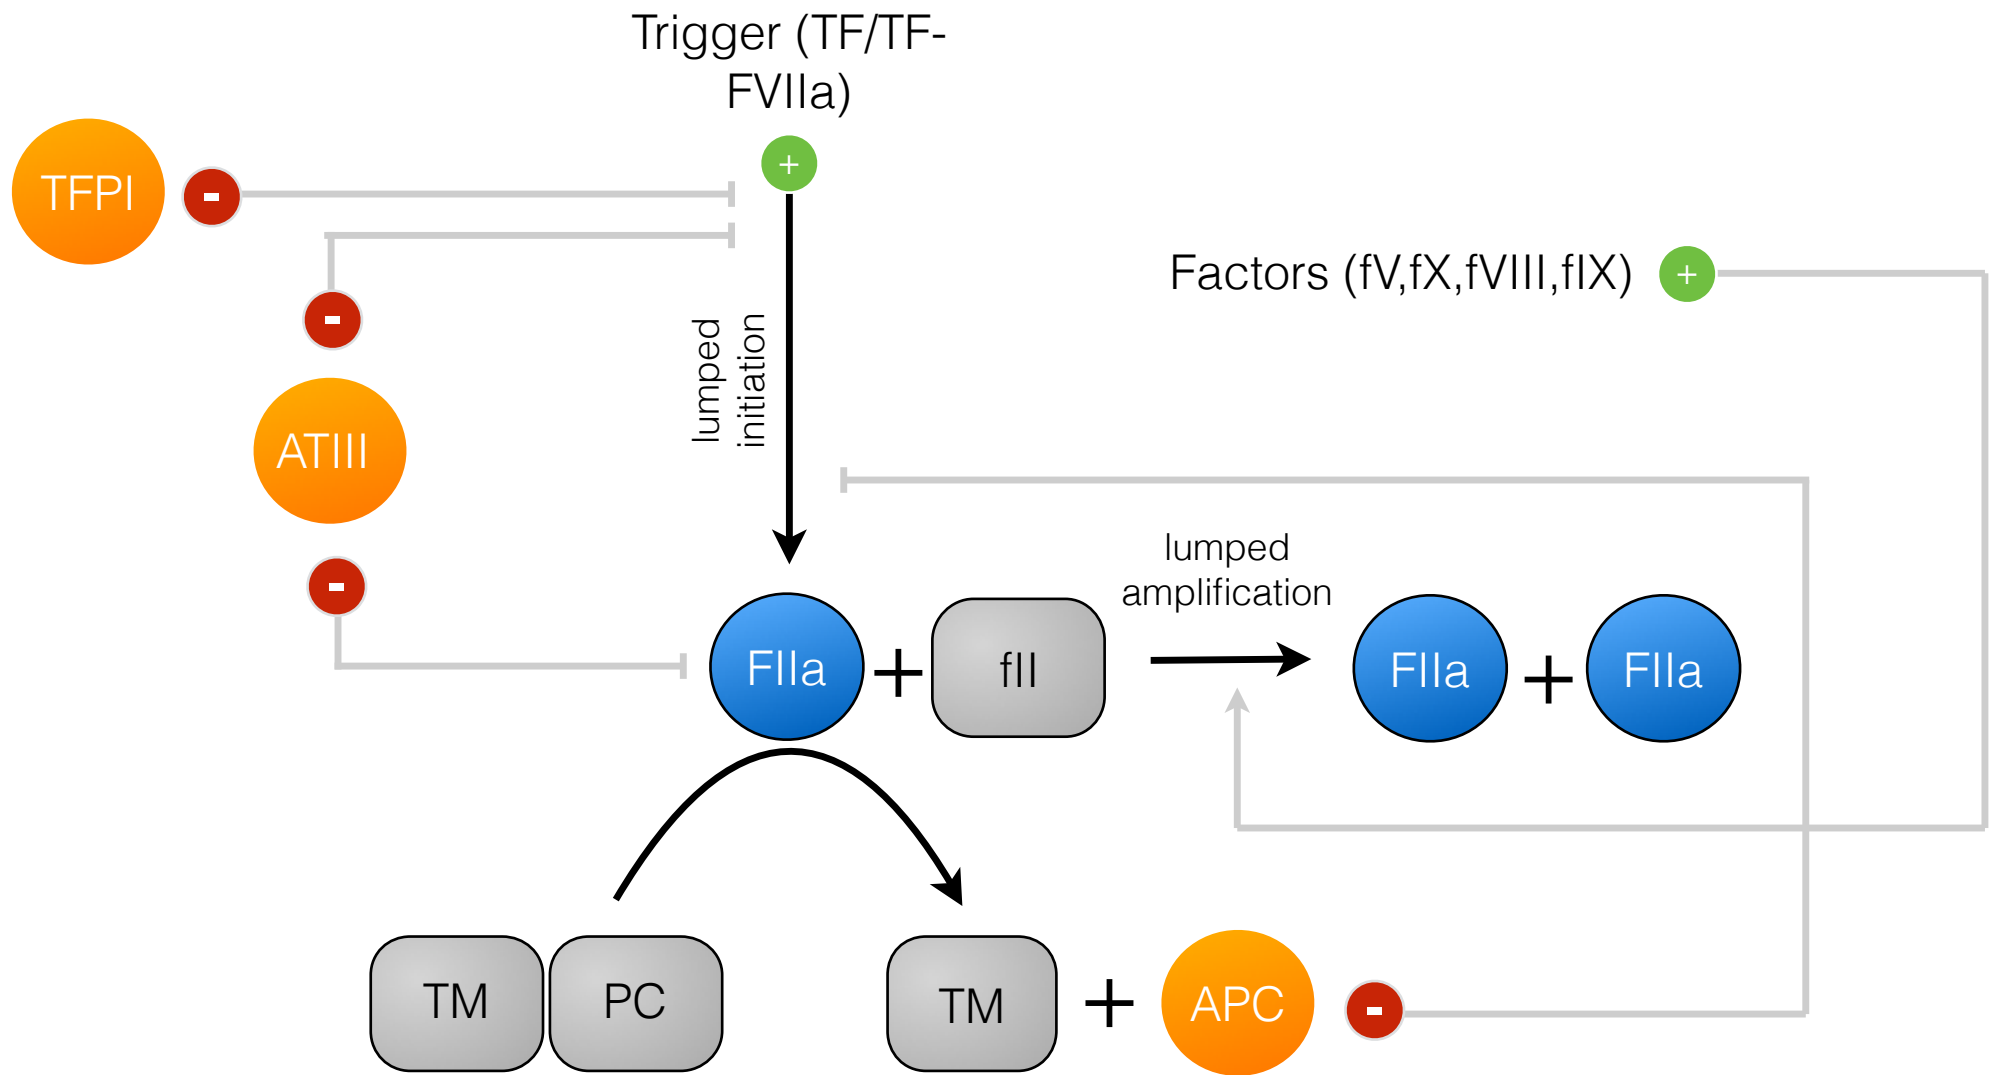 Trigger (TF/TF-
FVIIa)
+
TFPI
-
Factors (fV,fX,fVIII,fIX)
+
-
lumped
initiation
ATIII
lumped
amplification
-
FIIa
+
fII
FIIa
+
FIIa
TM
PC
TM
+
APC
-